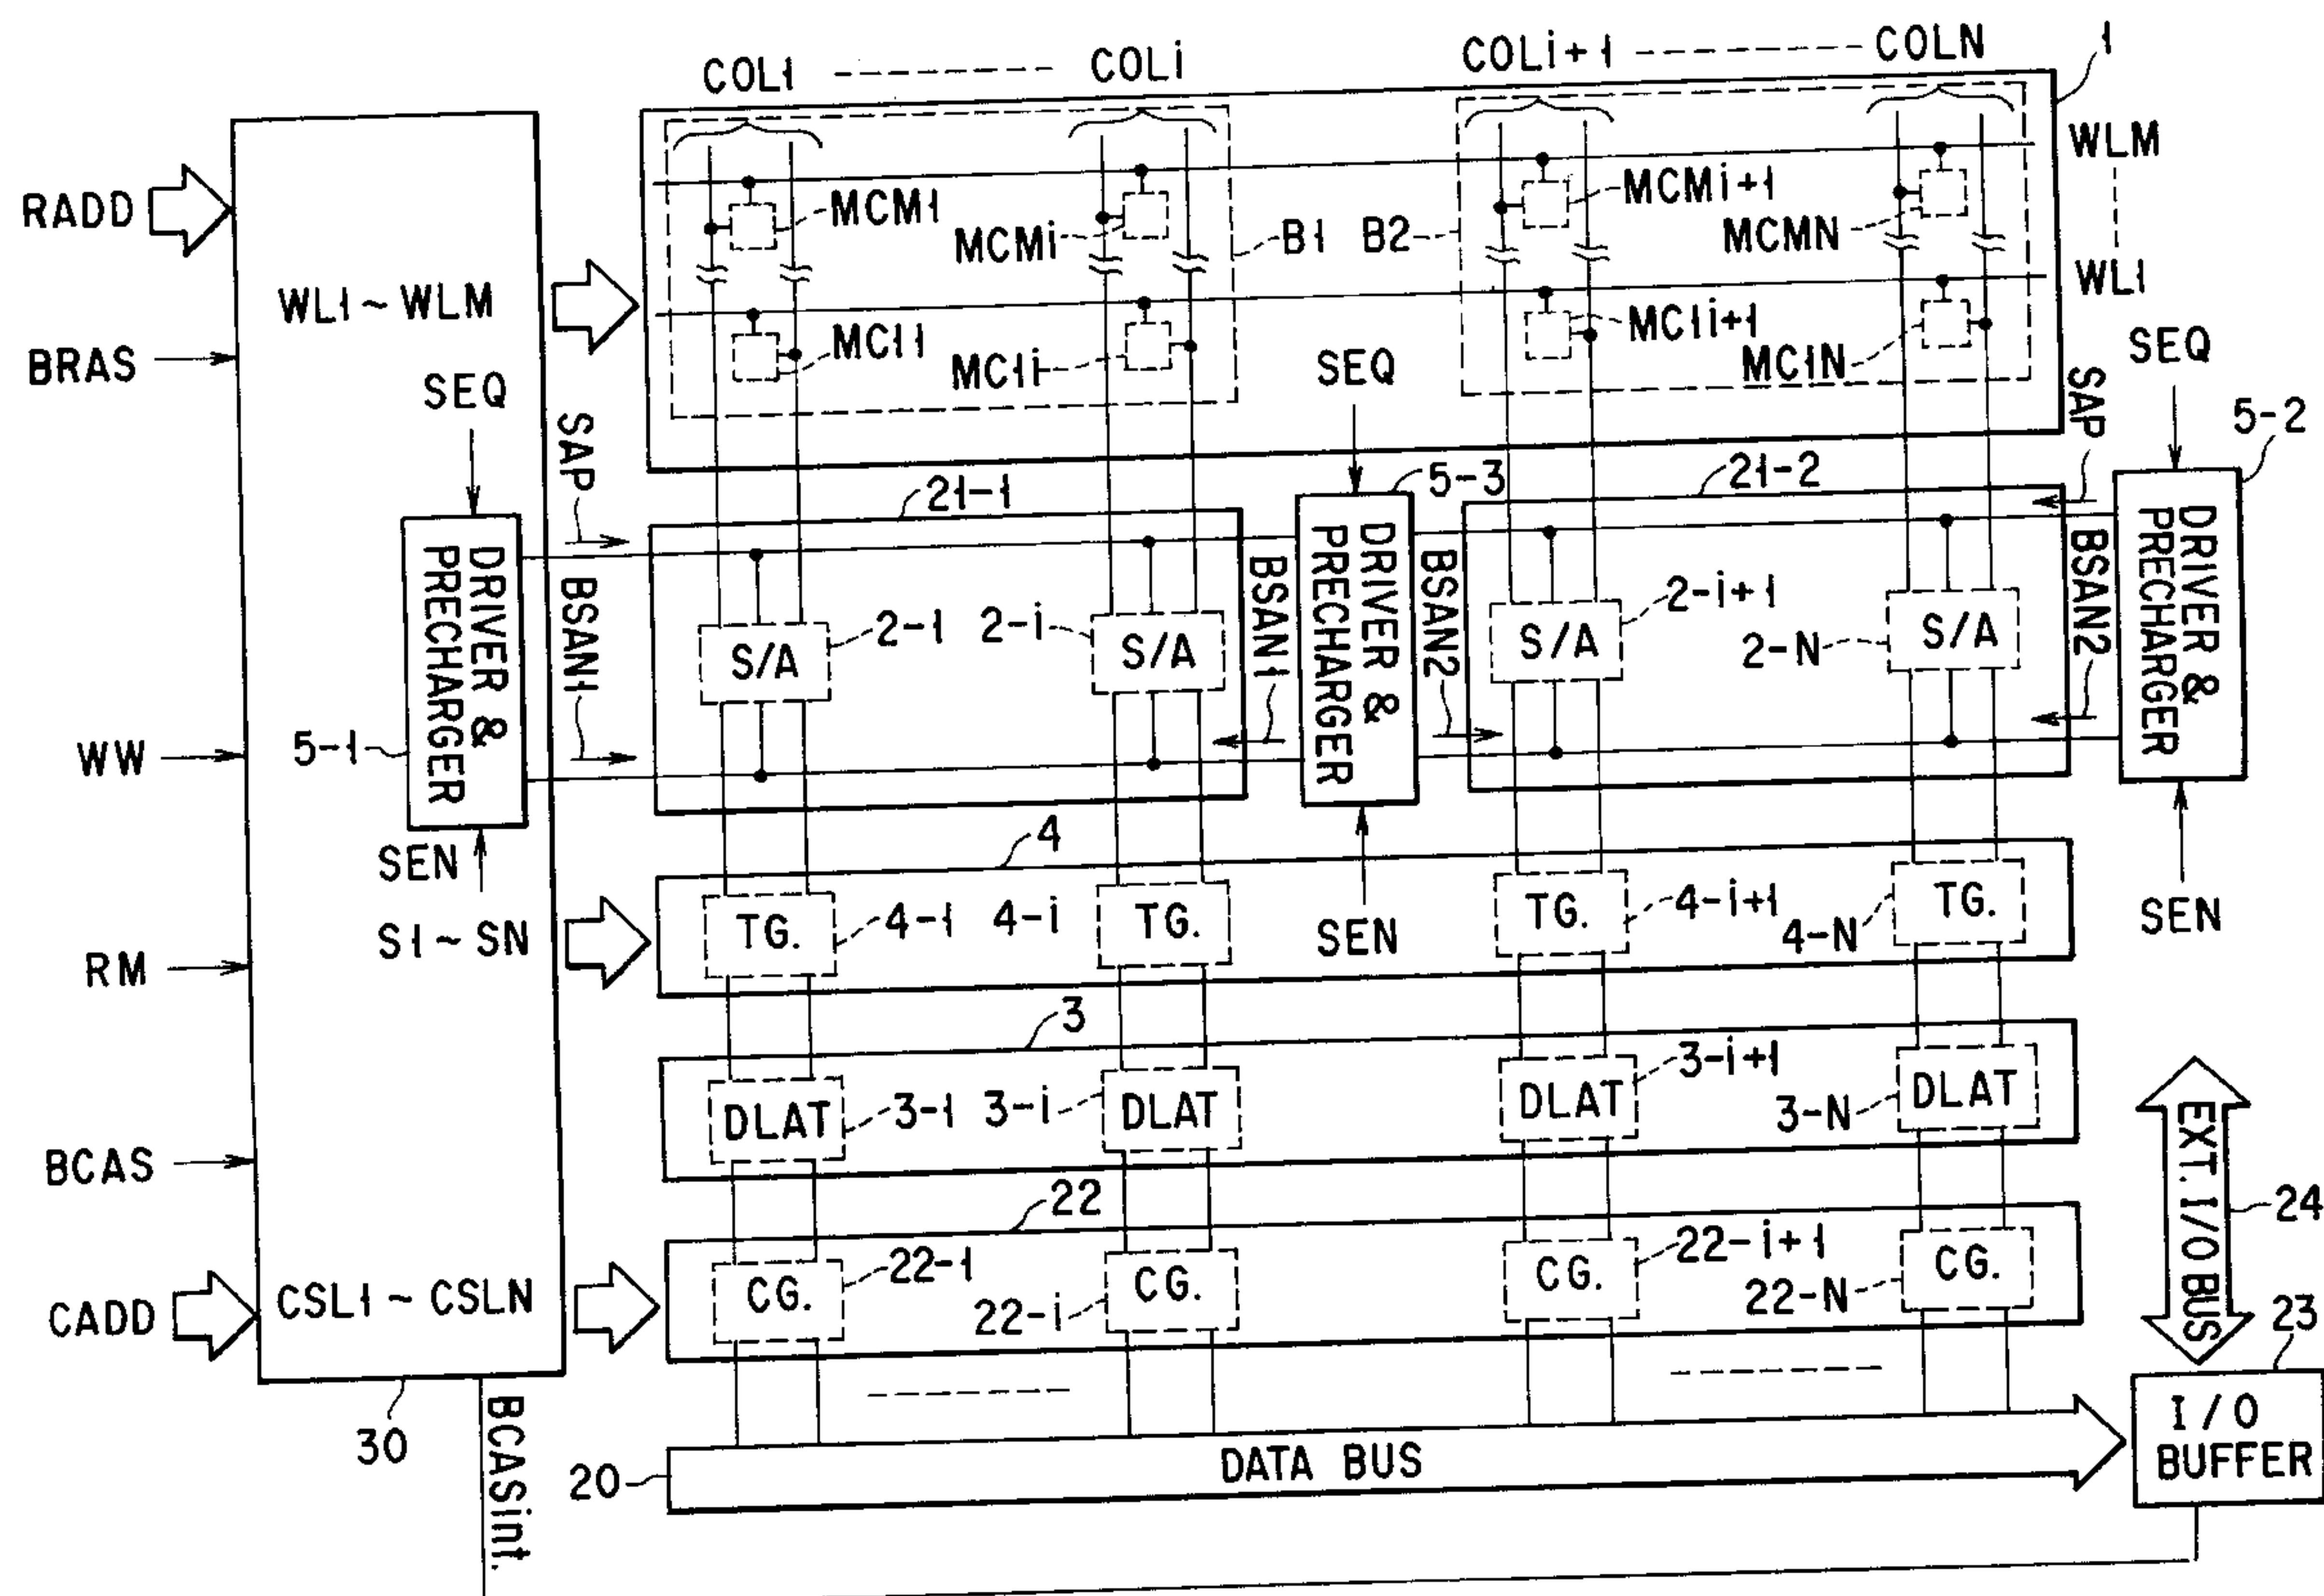 COL1 COLi COLi+1 COLN 1
RADD
WL1~WLM
BRAS
WW
RM
BCAS
CADD
CSL1~CSLN
S1~SN
30
BCASint.
MCM1
MCMi
B1
B2
MCMi+1
MCMN
WLM
WL1
MC11
MC1i
MC1i+1
MC1N
SEQ
5-1
DRIVER &
PRECHARGER
SEN
SAP
BSAN1
21-1
S/A
2-1
2-i
S/A
BSAN1
SEQ
5-3
DRIVER &
PRECHARGER
SEN
BSAN2
21-2
S/A
2-i+1
2-N
S/A
SAP
BSAN2
SEQ
5-2
DRIVER &
PRECHARGER
SEN
4
TG.
4-1
4-i
TG.
TG.
4-i+1
4-N
TG.
3
DLAT
3-1
3-i
DLAT
DLAT
3-i+1
3-N
DLAT
22
CG.
22-1
22-i
CG.
CG.
22-i+1
22-N
CG.
20
DATA BUS
EXT. I/O BUS
24
23
I/O
BUFFER